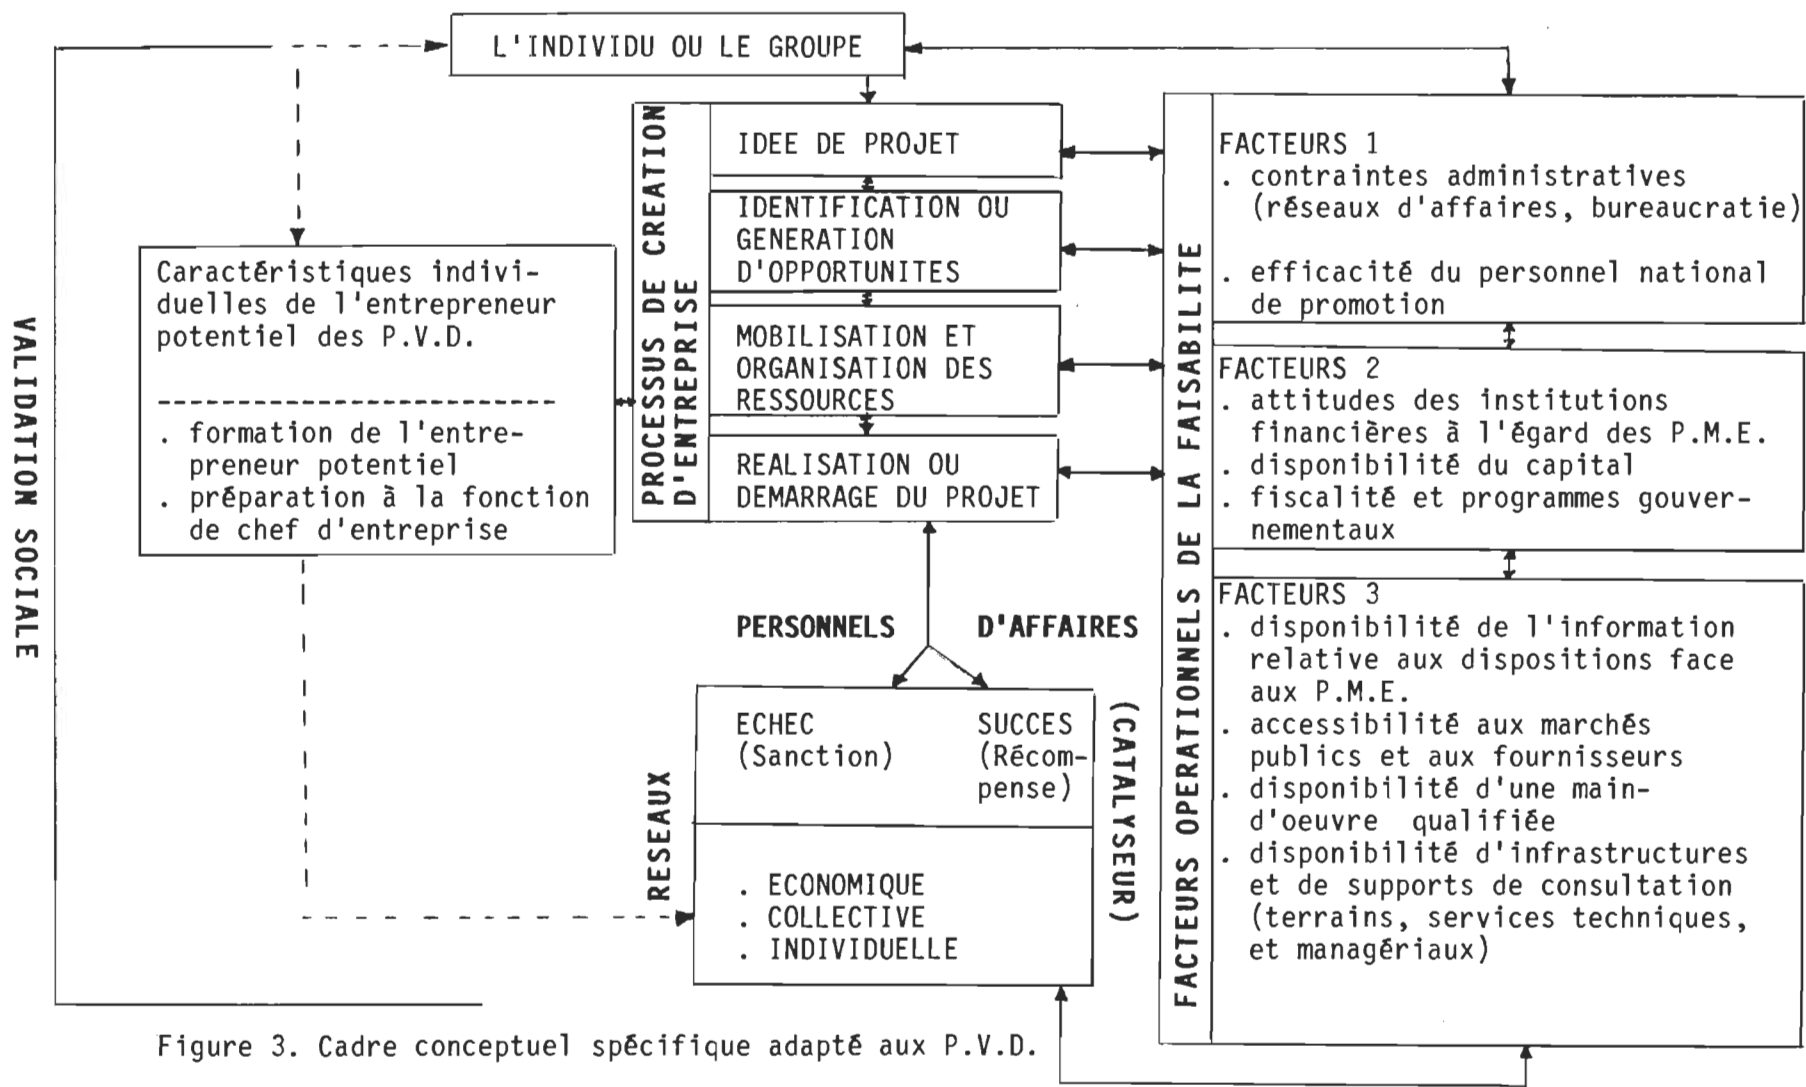 L'INDIVIDU OU LE GROUPE
VALIDATION SOCIALE
Caractéristiques indivi-
duelles de l'entrepreneur
potentiel des P.V.D.
. formation de l'entre-
preneur potentiel
. préparation à la fonction
de chef d'entreprise
PROCESSUS DE CREATION
D'ENTREPRISE
IDEE DE PROJET
IDENTIFICATION OU
GENERATION
D'OPPORTUNITES
MOBILISATION ET
ORGANISATION DES
RESSOURCES
REALISATION OU
DEMARRAGE DU PROJET
PERSONNELS D'AFFAIRES
RESEAUX
ECHEC
(Sanction)
SUCCES
(Récom-
pense)
(CATALYSEUR)
. ECONOMIQUE
. COLLECTIVE
. INDIVIDUELLE
FACTEURS OPERATIONNELS DE LA FAISABILITE
FACTEURS 1
. contraintes administratives
(réseaux d'affaires, bureaucratie)
. efficacité du personnel national
de promotion
FACTEURS 2
. attitudes des institutions
financières à l'égard des P.M.E.
. disponibilité du capital
. fiscalité et programmes gouver-
nementaux
FACTEURS 3
. disponibilité de l'information
relative aux dispositions face
aux P.M.E.
. accessibilité aux marchés
publics et aux fournisseurs
. disponibilité d'une main-
d'oeuvre qualifiée
. disponibilité d'infrastructures
et de supports de consultation
(terrains, services techniques,
et managériaux)
Figure 3. Cadre conceptuel spécifique adapté aux P.V.D.